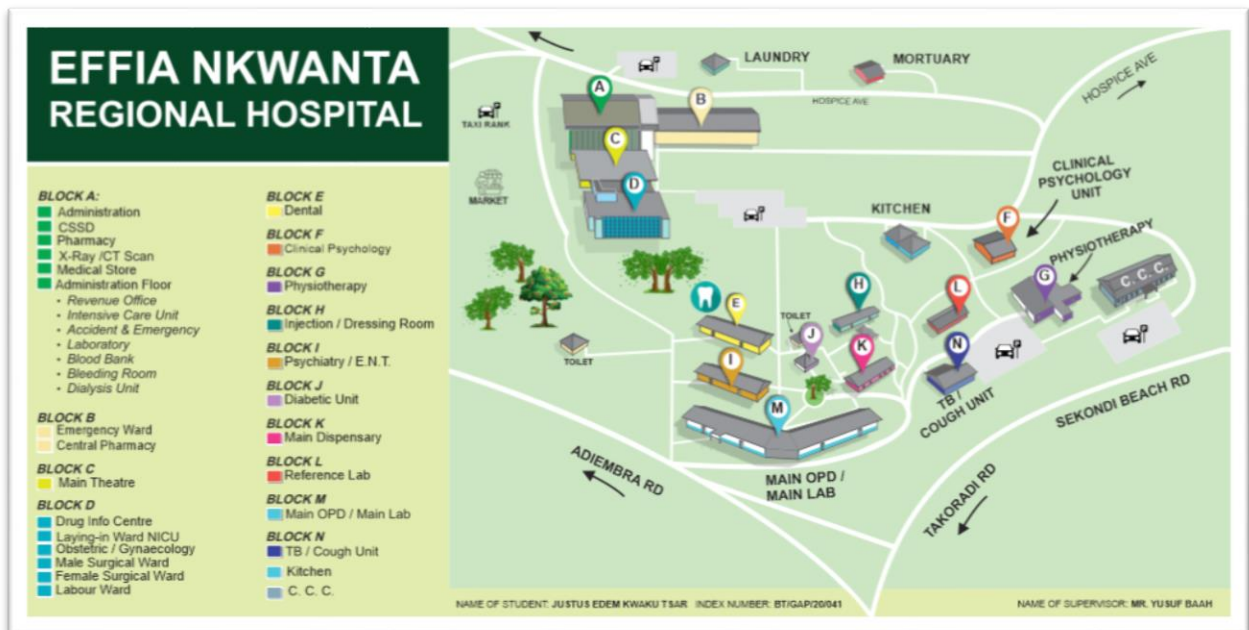 EFFIA NKWANTA
REGIONAL HOSPITAL
BLOCK A:
Administration
CSSD
Pharmacy
X-Ray /CT Scan
Medical Store
Administration Floor
• Revenue Office
• Intensive Care Unit
• Accident & Emergency
• Laboratory
• Blood Bank
• Bleeding Room
• Dialysis Unit
BLOCK B
Emergency Ward
Central Pharmacy
BLOCK C
Main Theatre
BLOCK D
Drug Info Centre
Laying-in Ward NICU
Obstetric / Gynaecology
Male Surgical Ward
Female Surgical Ward
Labour Ward
BLOCK E
Dental
BLOCK F
Clinical Psychology
BLOCK G
Physiotherapy
BLOCK H
Injection / Dressing Room
BLOCK I
Psychiatry / E.N.T.
BLOCK J
Diabetic Unit
BLOCK K
Main Dispensary
BLOCK L
Reference Lab
BLOCK M
Main OPD / Main Lab
BLOCK N
TB / Cough Unit
Kitchen
C. C. C.
LAUNDRY
MORTUARY
HOSPICE AVE
HOSPICE AVE
A
B
TAXI RANK
C
D
MARKET
CLINICAL
PSYCHOLOGY
UNIT
KITCHEN
F
PHYSIOTHERAPY
G
C. C. C.
H
L
E
TOILET
J
K
N
I
TOILET
M
TB /
COUGH UNIT
SEKONDI BEACH RD
ADIEMBRA RD
MAIN OPD /
MAIN LAB
TAKORADI RD
NAME OF STUDENT: JUSTUS EDEM KWAKU TSAR INDEX NUMBER: BT/GAP/20/041
NAME OF SUPERVISOR: MR. YUSUF BAAH